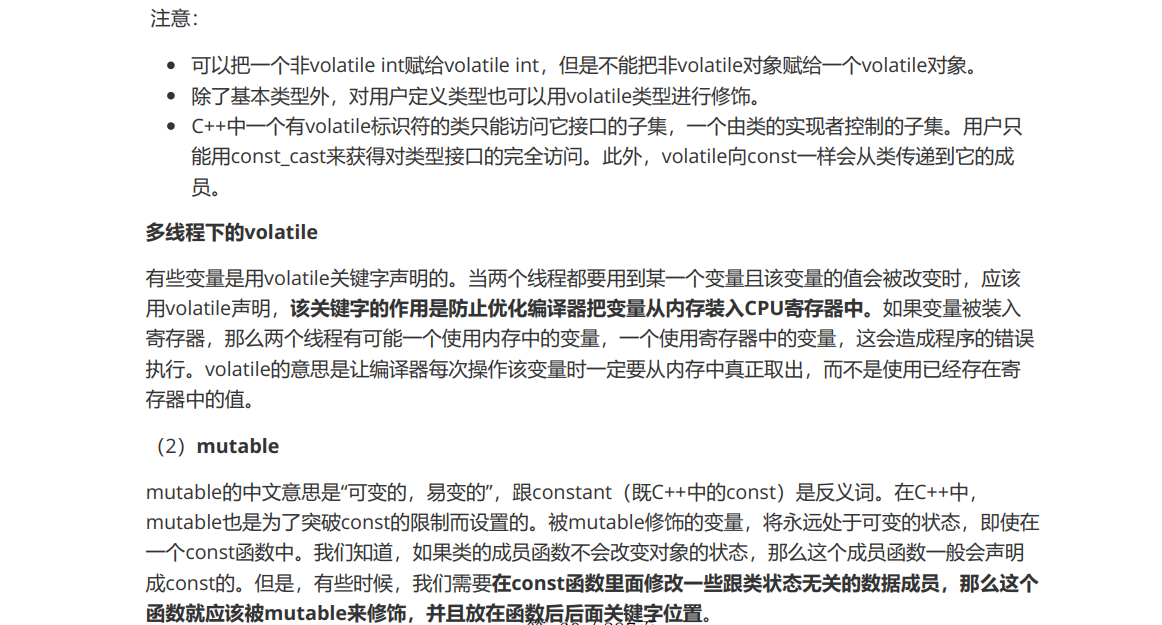 注意：
可以把一个非volatile int赋给volatile int，但是不能把非volatile对象赋给一个volatile对象。
除了基本类型外，对用户定义类型也可以用volatile类型进行修饰。
C++中一个有volatile标识符的类只能访问它接口的子集，一个由类的实现者控制的子集。用户只
能用const_cast来获得对类型接口的完全访问。此外，volatile向const一样会从类传递到它的成
员。
多线程下的volatile
有些变量是用volatile关键字声明的。当两个线程都要用到某一个变量且该变量的值会被改变时，应该
用volatile声明，该关键字的作用是防止优化编译器把变量从内存装入CPU寄存器中。如果变量被装入
寄存器，那么两个线程有可能一个使用内存中的变量，一个使用寄存器中的变量，这会造成程序的错误
执行。volatile的意思是让编译器每次操作该变量时一定要从内存中真正取出，而不是使用已经存在寄
存器中的值。
（2）mutable
mutable的中文意思是“可变的，易变的”，跟constant（既C++中的const）是反义词。在C++中，
mutable也是为了突破const的限制而设置的。被mutable修饰的变量，将永远处于可变的状态，即使在
一个const函数中。我们知道，如果类的成员函数不会改变对象的状态，那么这个成员函数一般会声明
成const的。但是，有些时候，我们需要在const函数里面修改一些跟类状态无关的数据成员，那么这个
函数就应该被mutable来修饰，并且放在函数后后面关键字位置。